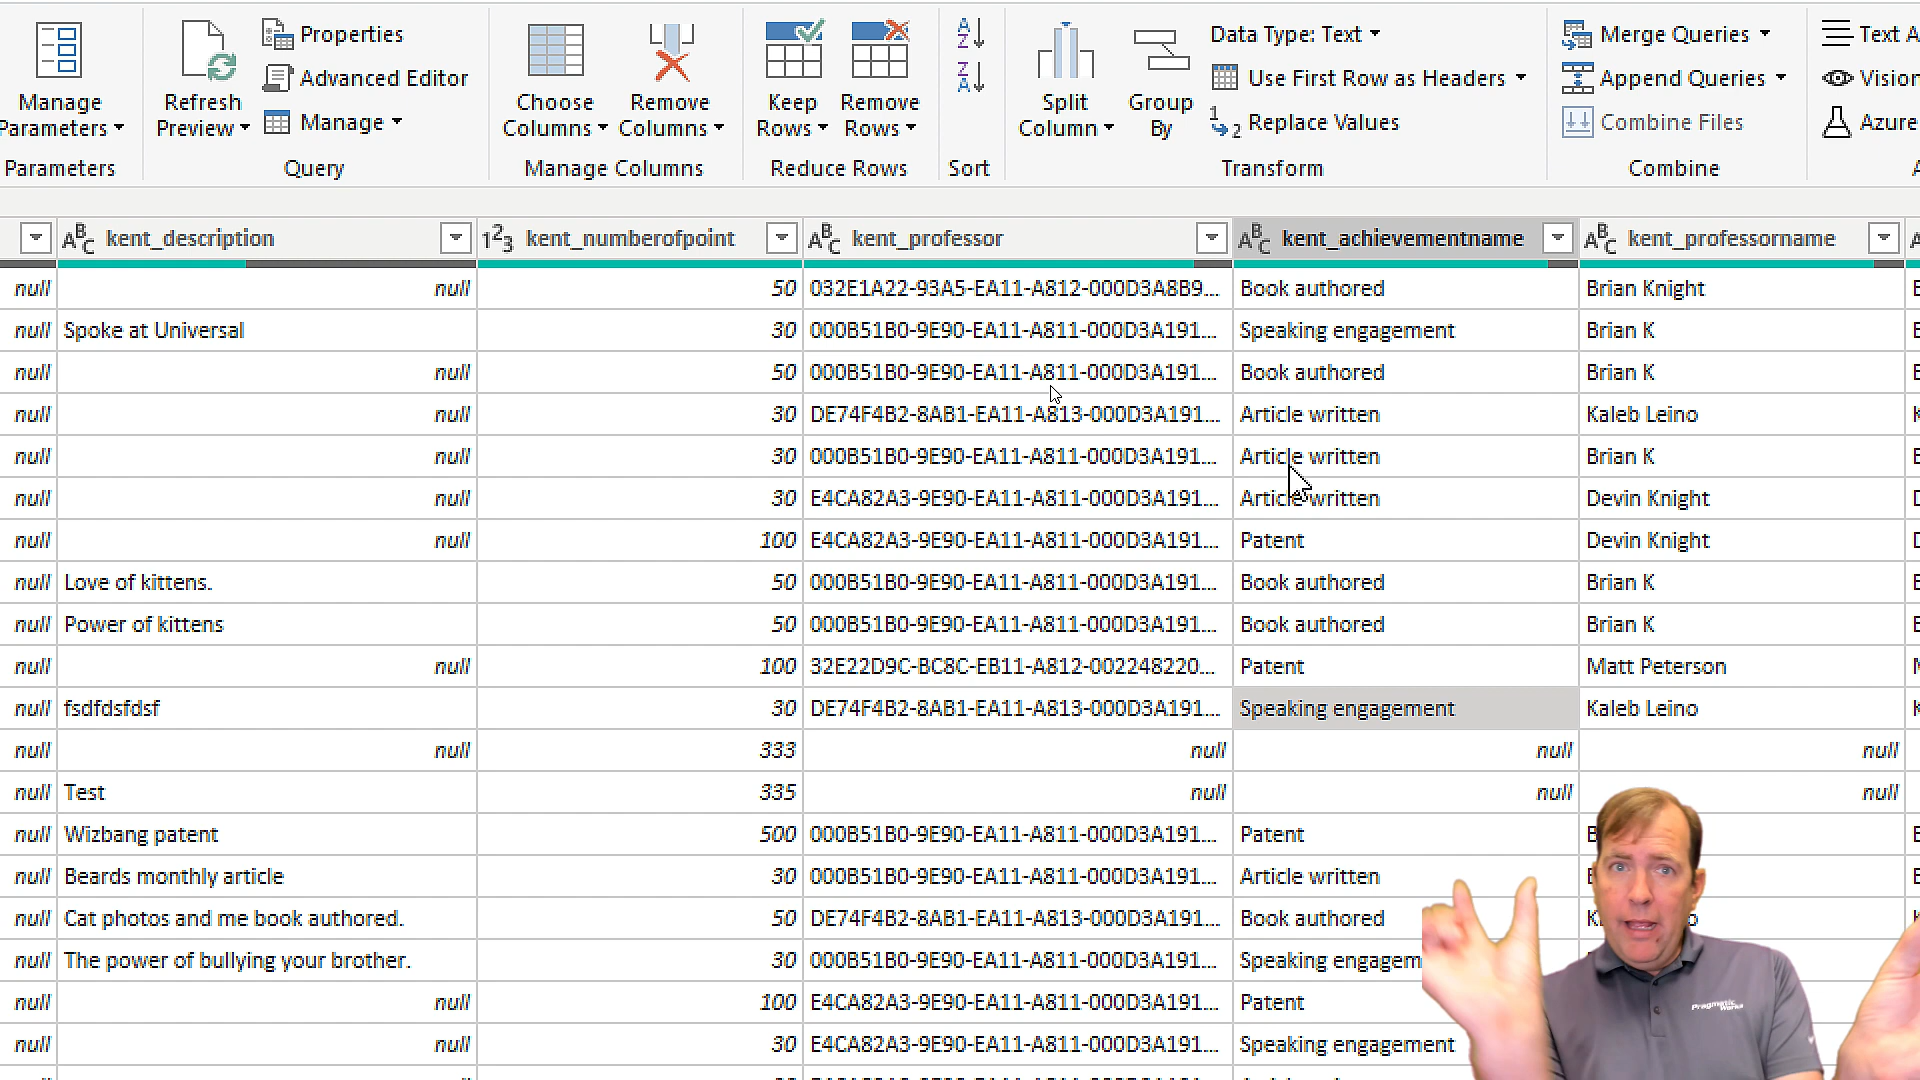 Manage Parameters
Parameters
Refresh Preview
Properties
Advanced Editor
Manage
Query
Choose Columns
Remove Columns
Manage Columns
Keep Rows
Remove Rows
Reduce Rows
A Z
Z A
Sort
Split Column
Group By
Data Type: Text
Use First Row as Headers
1 2 Replace Values
Transform
Merge Queries
Append Queries
Combine Files
Combine
Text A
Vision
Azure
ABC kent_description 123 kent_numberofpoint ABC kent_professor ABC kent_achievementname ABC kent_professorname
null null 50 032E1A22-93A5-EA11-A812-000D3A8B9... Book authored Brian Knight
null Spoke at Universal 30 000B51B0-9E90-EA11-A811-000D3A191... Speaking engagement Brian K
null null 50 000B51B0-9E90-EA11-A811-000D3A191... Book authored Brian K
null null 30 DE74F4B2-8AB1-EA11-A813-000D3A191... Article written Kaleb Leino
null null 30 000B51B0-9E90-EA11-A811-000D3A191... Article written Brian K
null null 30 E4CA82A3-9E90-EA11-A811-000D3A191... Article written Devin Knight
null null 100 E4CA82A3-9E90-EA11-A811-000D3A191... Patent Devin Knight
null Love of kittens. 50 000B51B0-9E90-EA11-A811-000D3A191... Book authored Brian K
null Power of kittens 50 000B51B0-9E90-EA11-A811-000D3A191... Book authored Brian K
null null 100 32E22D9C-BC8C-EB11-A812-002248220... Patent Matt Peterson
null fsdfdsfdsf 30 DE74F4B2-8AB1-EA11-A813-000D3A191... Speaking engagement Kaleb Leino
null null 333 null null null
null Test 335 null null null
null Wizbang patent 500 000B51B0-9E90-EA11-A811-000D3A191... Patent
null Beards monthly article 30 000B51B0-9E90-EA11-A811-000D3A191... Article written
null Cat photos and me book authored. 50 DE74F4B2-8AB1-EA11-A813-000D3A191... Book authored
null The power of bullying your brother. 30 000B51B0-9E90-EA11-A811-000D3A191... Speaking engagem
null null 100 E4CA82A3-9E90-EA11-A811-000D3A191... Patent
null null 30 E4CA82A3-9E90-EA11-A811-000D3A191... Speaking engagement
Pragmatic Works